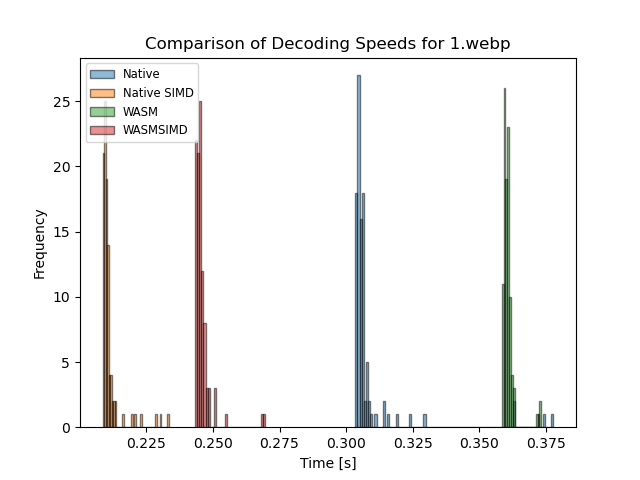 Comparison of Decoding Speeds for 1.webp
Native
Native SIMD
WASM
WASMSIMD
25
20
15
10
5
0
Frequency
0.225 0.250 0.275 0.300 0.325 0.350 0.375
Time [s]